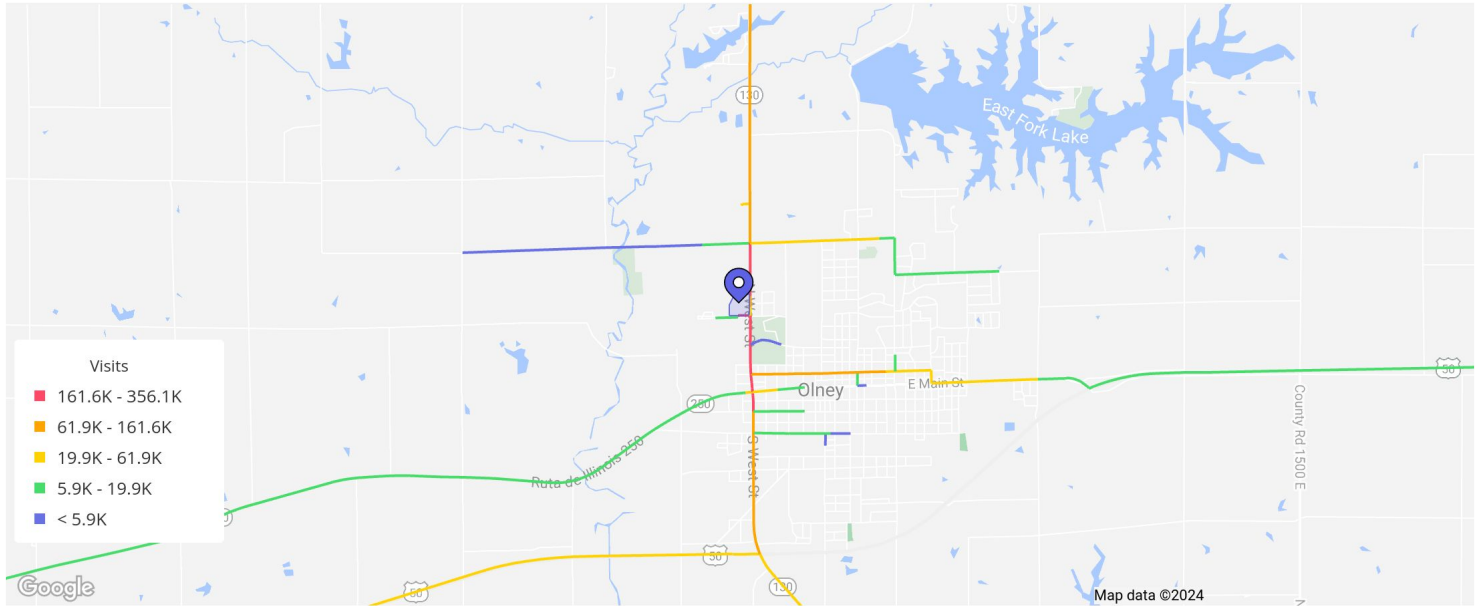 130
East Fork Lake
N West St
Visits
161.6K - 356.1K
61.9K - 161.6K
19.9K - 61.9K
5.9K - 19.9K
< 5.9K
50
E Main St
Olney
250
County Rd 1500 E
Ruta de Illinois 250
S West St
50
50
130
Google
Map data ©2024